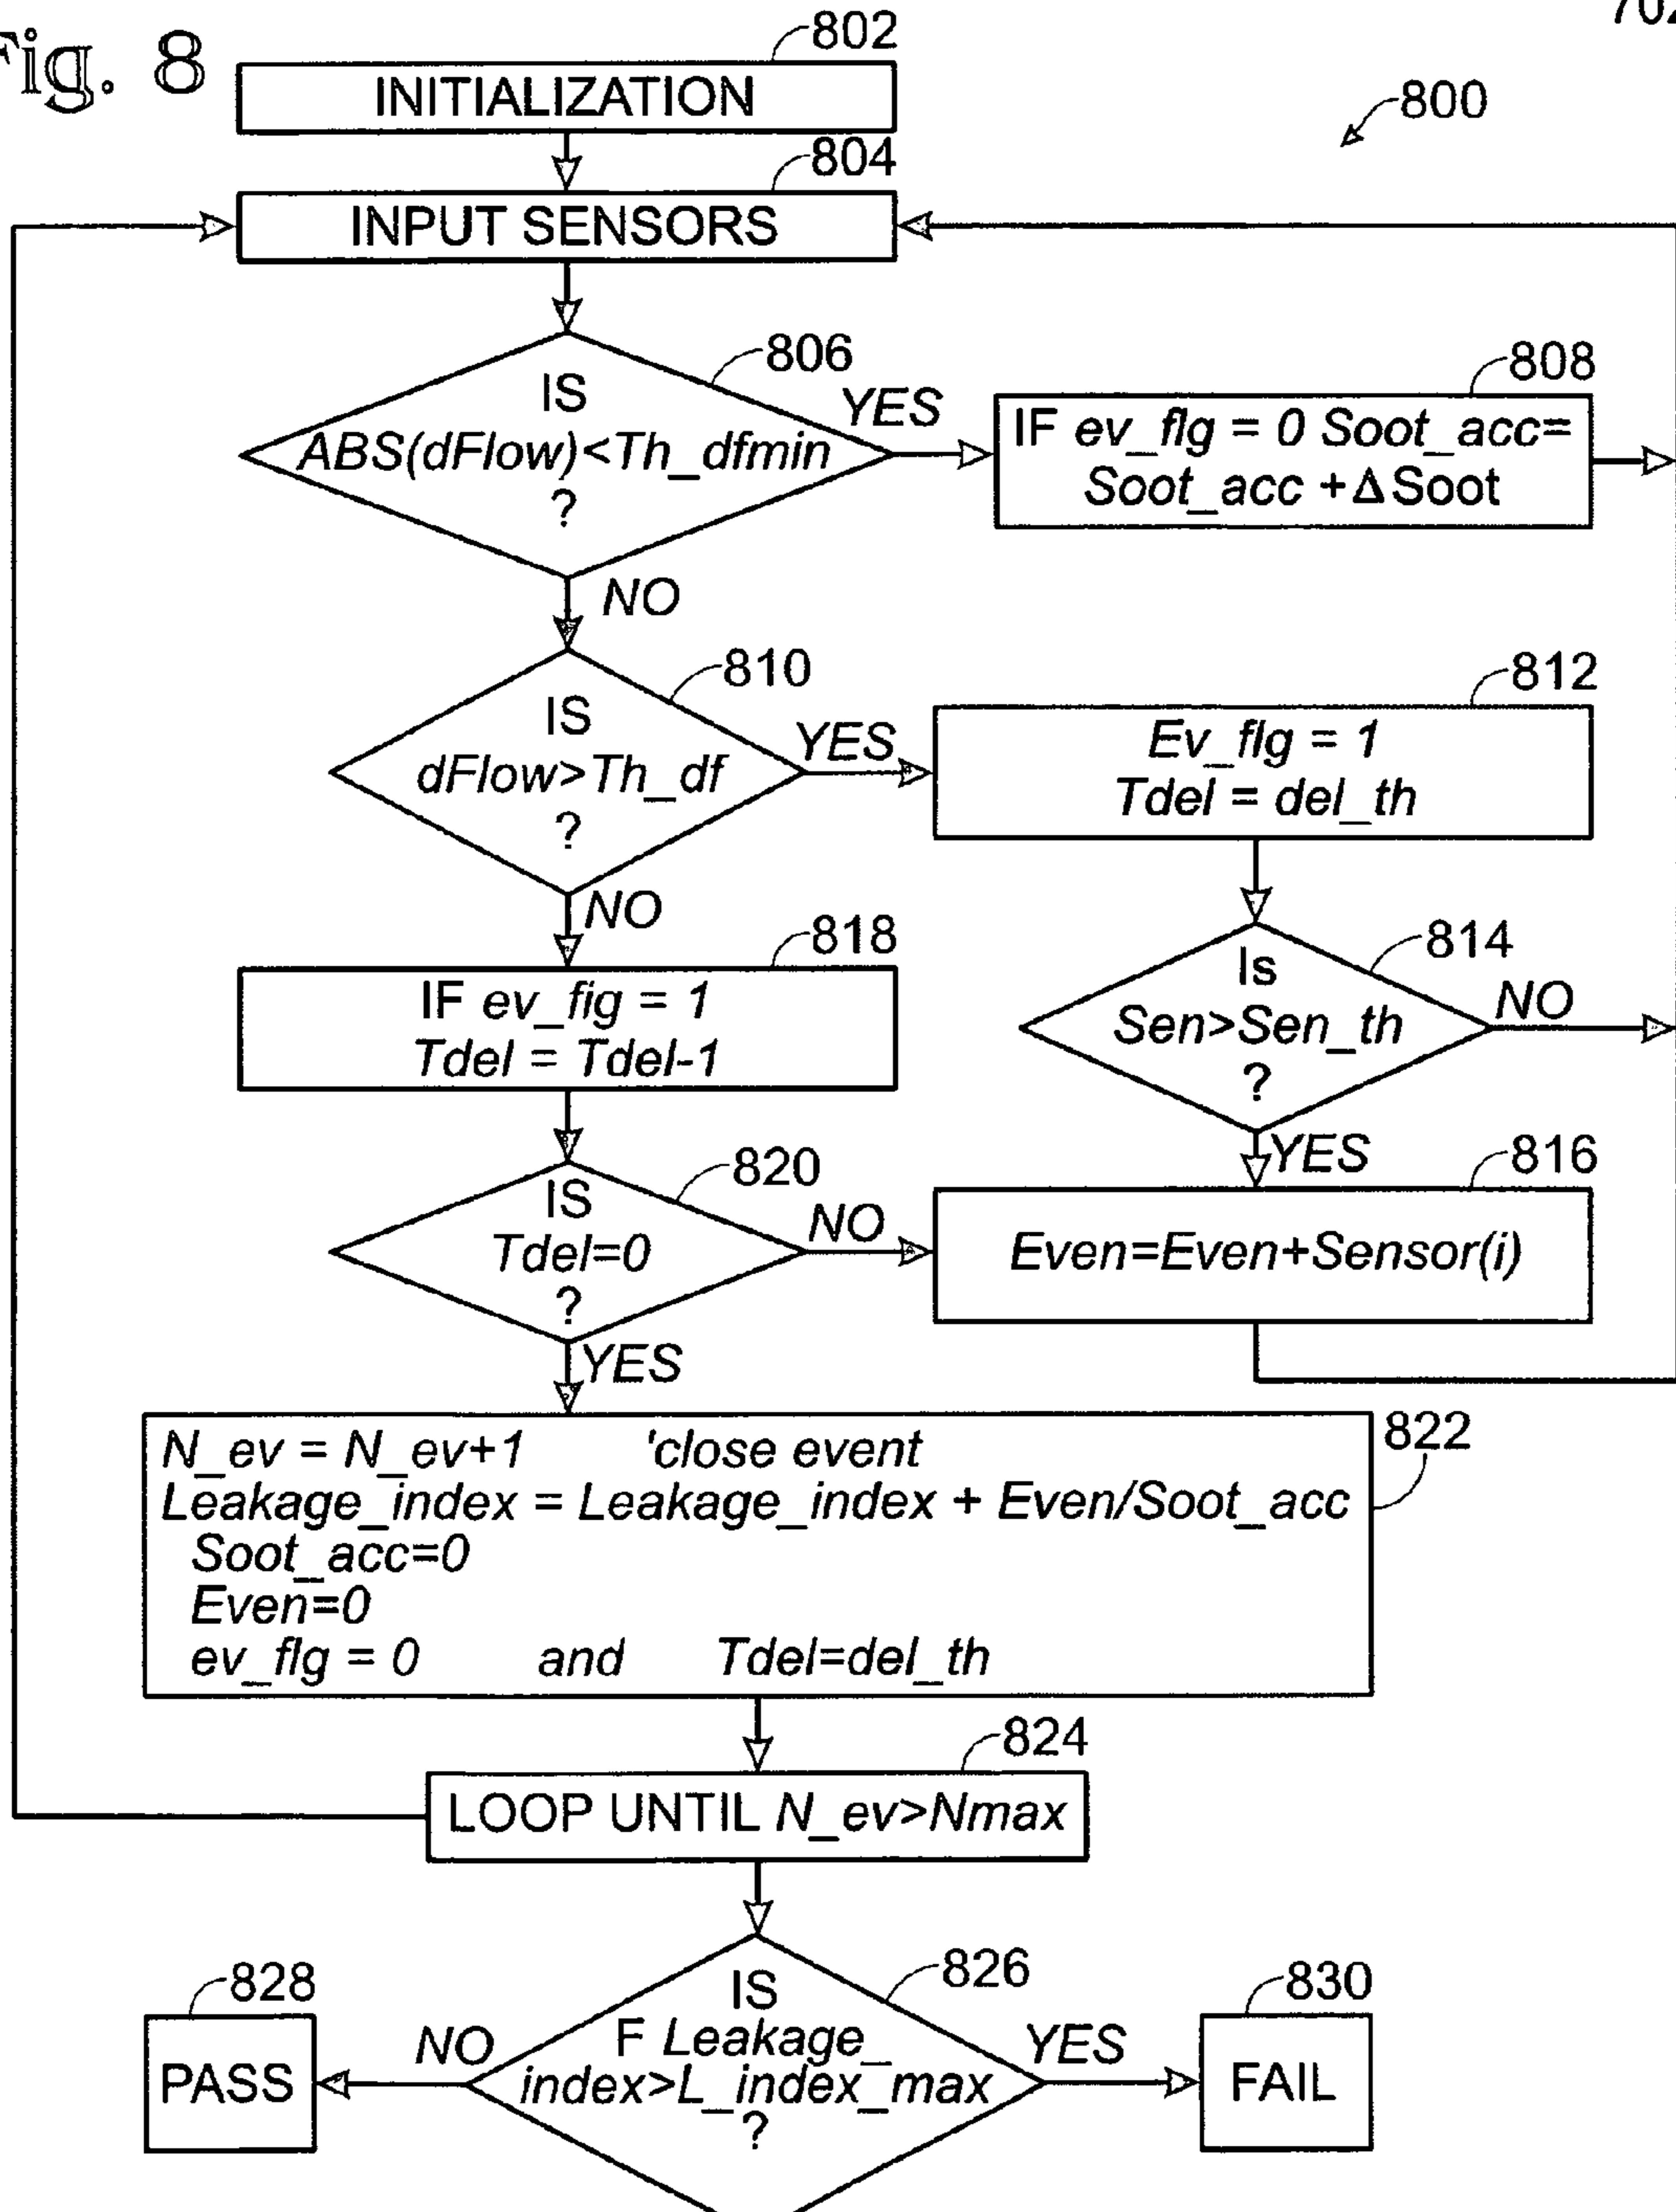 Fig. 8
702
802
INITIALIZATION
800
804
INPUT SENSORS
806
IS
ABS(dFlow)<Th_dfmin
?
YES
808
IF ev_flg = 0 Soot_acc=
Soot_acc +ΔSoot
NO
810
IS
dFlow>Th_df
?
YES
812
Ev_flg = 1
Tdel = del_th
NO
818
IF ev_fig = 1
Tdel = Tdel-1
814
Is
Sen>Sen_th
?
NO
YES
820
IS
Tdel=0
?
NO
816
Even=Even+Sensor(i)
YES
822
N_ev = N_ev+1 'close event
Leakage_index = Leakage_index + Even/Soot_acc
Soot_acc=0
Even=0
ev_flg = 0 and Tdel=del_th
824
LOOP UNTIL N_ev>Nmax
826
IS
F Leakage_
index>L_index_max
?
NO
828
PASS
YES
830
FAIL